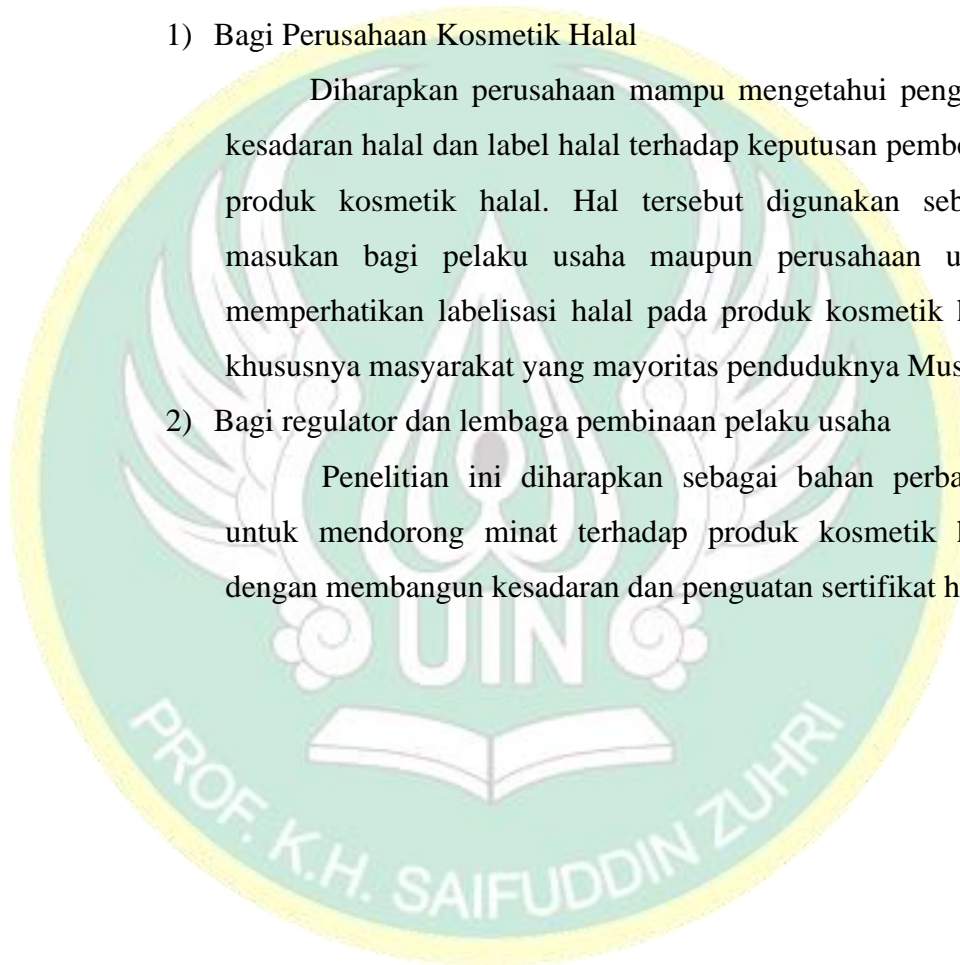 1) Bagi Perusahaan Kosmetik Halal
Diharapkan perusahaan mampu mengetahui peng
kesadaran halal dan label halal terhadap keputusan pembe
produk kosmetik halal. Hal tersebut digunakan seb
masukan bagi pelaku usaha maupun perusahaan u
memperhatikan labelisasi halal pada produk kosmetik
khususnya masyarakat yang mayoritas penduduknya Mus
2) Bagi regulator dan lembaga pembinaan pelaku usaha
Penelitian ini diharapkan sebagai bahan perba
untuk mendorong minat terhadap produk kosmetik
dengan membangun kesadaran dan penguatan sertifikat h
UIN
PROF. K.H. SAIFUDDIN ZUHRI